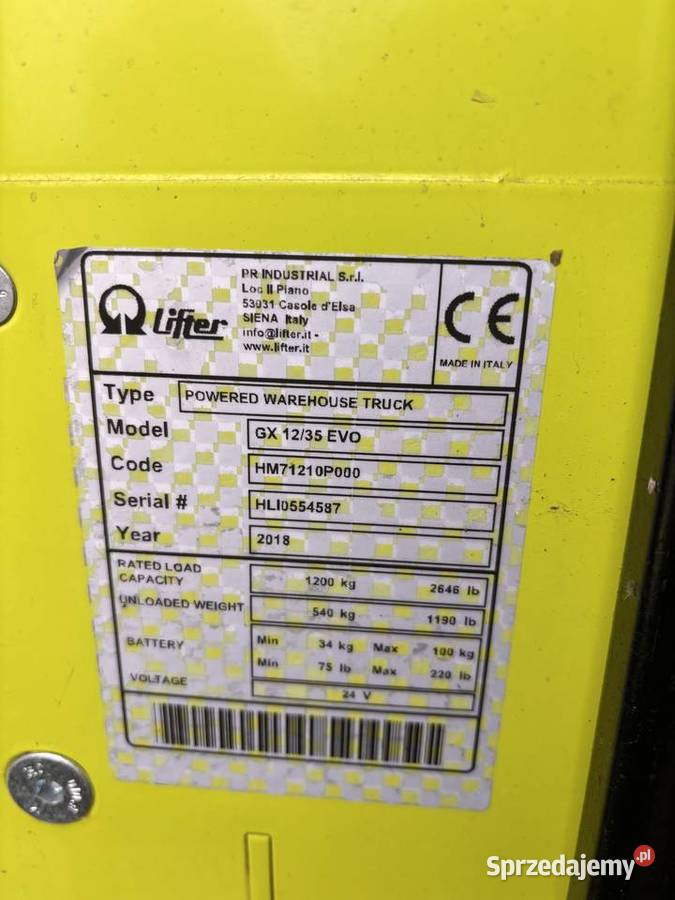 Lifter
PR INDUSTRIAL S.r.l.
Loc Il Piano
53031 Casole d'Elsa
SIENA Italy
info@lifter.it -
www.lifter.it
CE
MADE IN ITALY
Type POWERED WAREHOUSE TRUCK
Model GX 12/35 EVO
Code HM71210P000
Serial # HLI0554587
Year 2018
RATED LOAD CAPACITY 1200 kg 2646 lb
UNLOADED WEIGHT 540 kg 1190 lb
BATTERY Min 34 kg Max 100 kg
Min 75 lb Max 220 lb
VOLTAGE 24 V
Sprzedajemy.pl